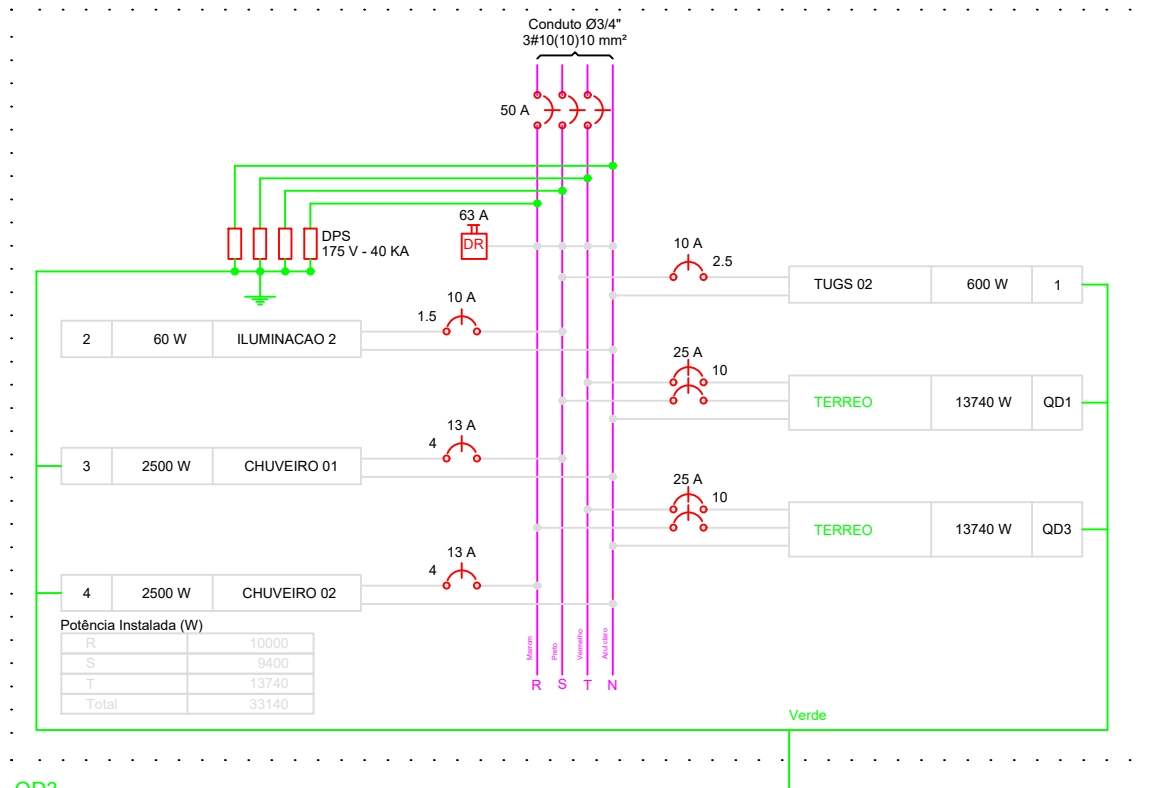 Conduto Ø3/4"
3#10(10)10 mm²
50 A
63 A
DR
DPS
175 V - 40 KA
10 A
2.5
TUGS 02 600 W 1
10 A
1.5
2 60 W ILUMINACAO 2
25 A
10
TERREO 13740 W QD1
13 A
4
3 2500 W CHUVEIRO 01
25 A
10
TERREO 13740 W QD3
13 A
4
4 2500 W CHUVEIRO 02
Potência Instalada (W)
R 10000
S 9400
T 13740
Total 33140
Marrom
Preto
Vermelho
Azul claro
R S T N
Verde